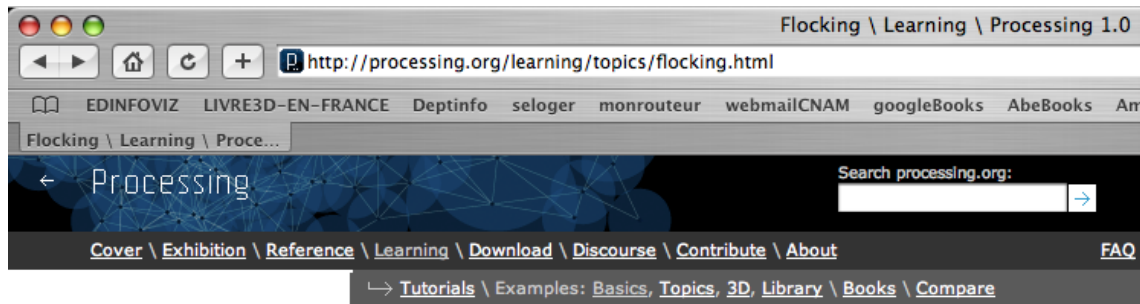 Flocking \ Learning \ Processing 1.0
http://processing.org/learning/topics/flocking.html
EDINFOVIZ LIVRE3D-EN-FRANCE Deptinfo seloger monrouteur webmailCNAM googleBooks AbeBooks Am
Flocking \ Learning \ Proce...
← Processing
Search processing.org:
→
Cover \ Exhibition \ Reference \ Learning \ Download \ Discourse \ Contribute \ About FAQ
↳ Tutorials \ Examples: Basics, Topics, 3D, Library \ Books \ Compare